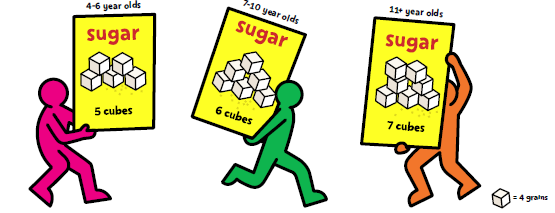 4-6 year olds
sugar
5 cubes
7-10 year olds
sugar
6 cubes
11+ year olds
sugar
7 cubes
= 4 grains